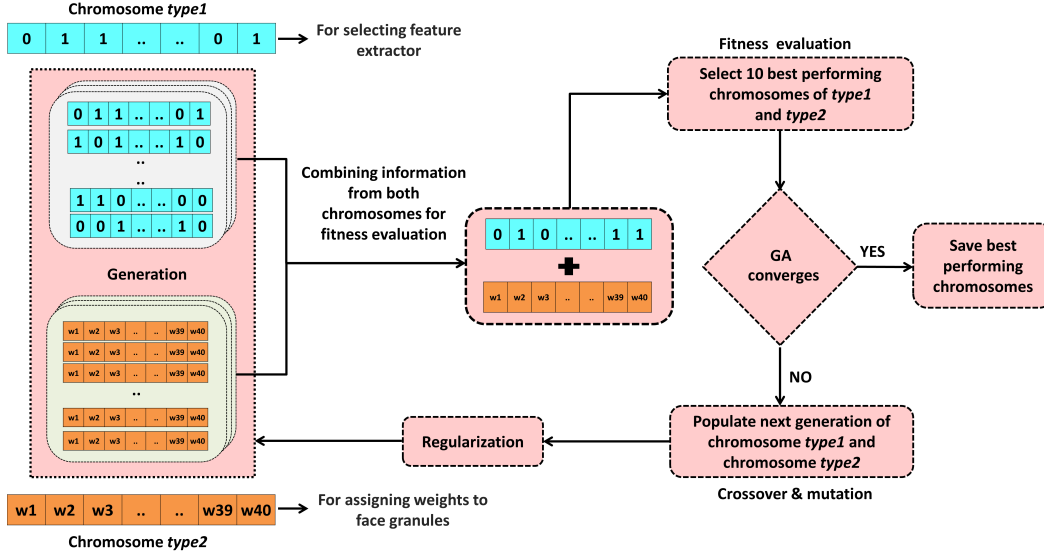 Chromosome type1
0 1 1 .. .. 0 1
For selecting feature
extractor
0 1 1 .. .. 0 1
1 0 1 .. .. 1 0
..
..
1 1 0 .. .. 0 0
0 0 1 .. .. 1 0
Generation
w1 w2 w3 .. .. w39 w40
w1 w2 w3 .. .. w39 w40
w1 w2 w3 .. .. w39 w40
..
w1 w2 w3 .. .. w39 w40
w1 w2 w3 .. .. w39 w40
w1 w2 w3 .. .. w39 w40
Chromosome type2
For assigning weights to
face granules
Combining information
from both
chromosomes for
fitness evaluation
0 1 0 .. .. 1 1
+
w1 w2 w3 .. .. w39 w40
Fitness evaluation
Select 10 best performing
chromosomes of type1
and type2
GA
converges
YES
Save best
performing
chromosomes
NO
Populate next generation of
chromosome type1 and
chromosome type2
Crossover & mutation
Regularization